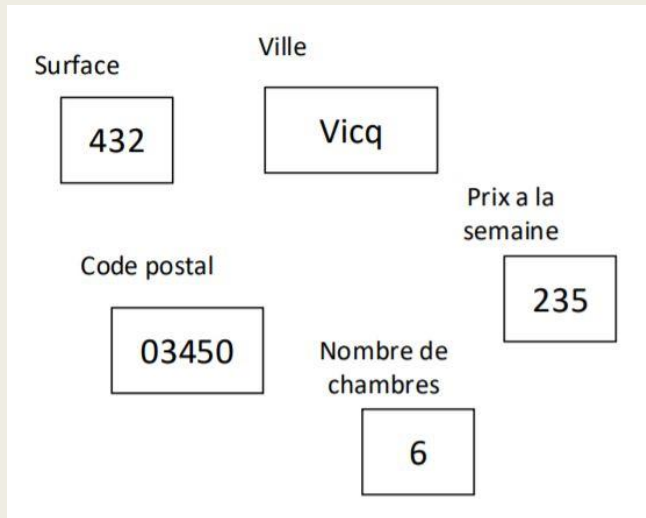 Ville
Surface
432
Vicq
Prix a la
semaine
Code postal
235
03450
Nombre de
chambres
6